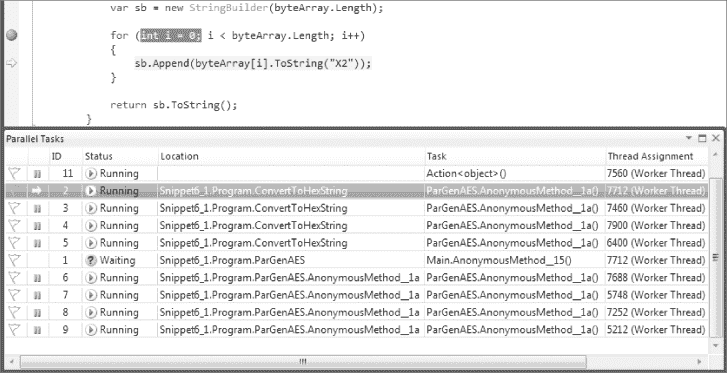 var sb = new StringBuilder(byteArray.Length);
for (int i = 0; i < byteArray.Length; i++)
{
sb.Append(byteArray[i].ToString("X2"));
}
return sb.ToString();
}
Parallel Tasks
ID Status Location Task Thread Assignment
11 Running Action<object>() 7560 (Worker Thread)
2 Running Snippet6_1.Program.ConvertToHexString ParGenAES.AnonymousMethod__1a() 7712 (Worker Thread)
3 Running Snippet6_1.Program.ConvertToHexString ParGenAES.AnonymousMethod__1a() 7460 (Worker Thread)
4 Running Snippet6_1.Program.ConvertToHexString ParGenAES.AnonymousMethod__1a() 7900 (Worker Thread)
5 Running Snippet6_1.Program.ConvertToHexString ParGenAES.AnonymousMethod__1a() 6400 (Worker Thread)
1 Waiting Snippet6_1.Program.ParGenAES Main.AnonymousMethod__15() 7712 (Worker Thread)
6 Running Snippet6_1.Program.ParGenAES.AnonymousMethod__1a ParGenAES.AnonymousMethod__1a() 7688 (Worker Thread)
7 Running Snippet6_1.Program.ParGenAES.AnonymousMethod__1a ParGenAES.AnonymousMethod__1a() 5748 (Worker Thread)
8 Running Snippet6_1.Program.ParGenAES.AnonymousMethod__1a ParGenAES.AnonymousMethod__1a() 7252 (Worker Thread)
9 Running Snippet6_1.Program.ParGenAES.AnonymousMethod__1a ParGenAES.AnonymousMethod__1a() 5212 (Worker Thread)